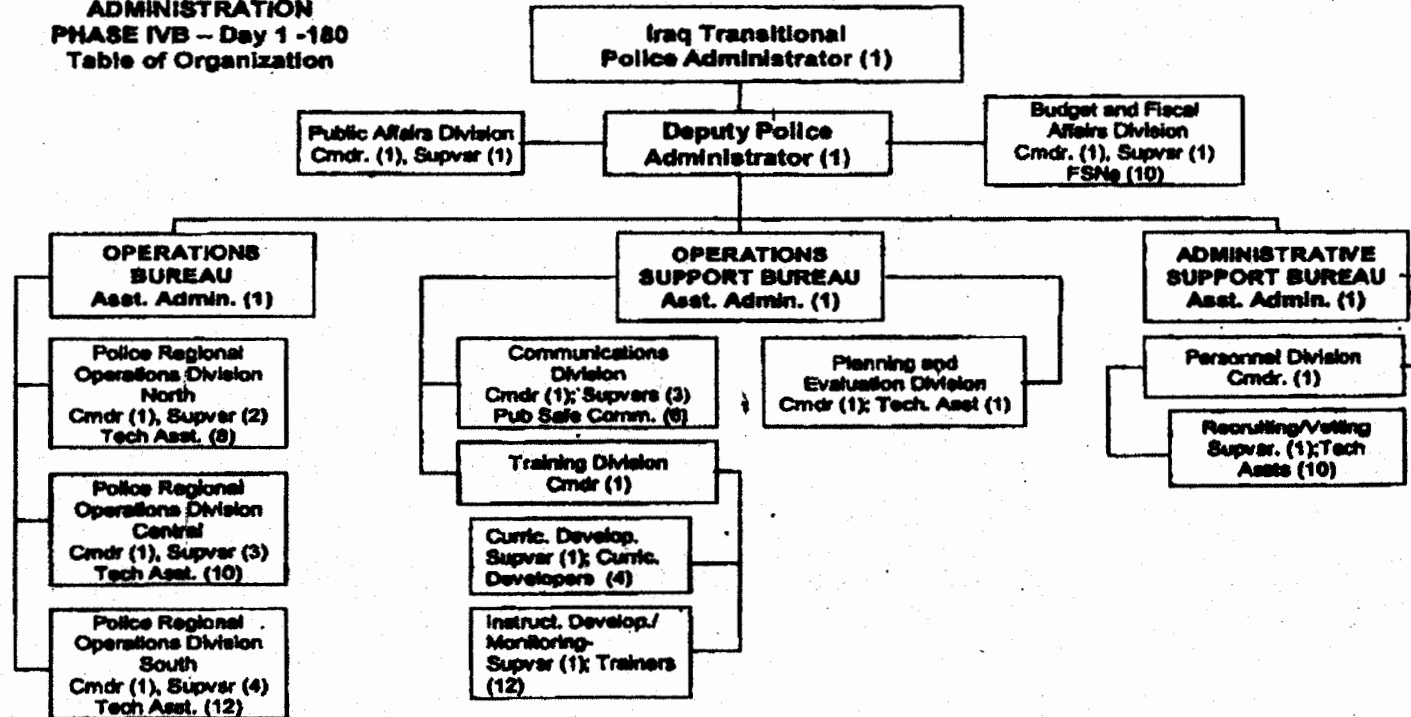 ADMINISTRATION
PHASE IVB – Day 1 -180
Table of Organization
Iraq Transitional
Police Administrator (1)
Public Affairs Division
Cmdr. (1), Supvsr (1)
Deputy Police
Administrator (1)
Budget and Fiscal
Affairs Division
Cmdr. (1), Supvsr (1)
FSNs (10)
OPERATIONS
BUREAU
Asst. Admin. (1)
Police Regional
Operations Division
North
Cmdr (1), Supvsr (2)
Tech Asst. (8)
Police Regional
Operations Division
Central
Cmdr (1), Supvsr (3)
Tech Asst. (10)
Police Regional
Operations Division
South
Cmdr (1), Supvsr (4)
Tech Asst. (12)
OPERATIONS
SUPPORT BUREAU
Asst. Admin. (1)
Communications
Division
Cmdr (1); Supvsrs (3)
Pub Safe Comm. (6)
Training Division
Cmdr (1)
Curric. Develop.
Supvsr (1); Curric.
Developers (4)
Instruct. Develop./
Monitoring-
Supvsr (1); Trainers
(12)
Planning and
Evaluation Division
Cmdr (1); Tech. Asst (1)
ADMINISTRATIVE
SUPPORT BUREAU
Asst. Admin. (1)
Personnel Division
Cmdr. (1)
Recruiting/Vetting
Supvsr. (1);Tech
Assts (10)